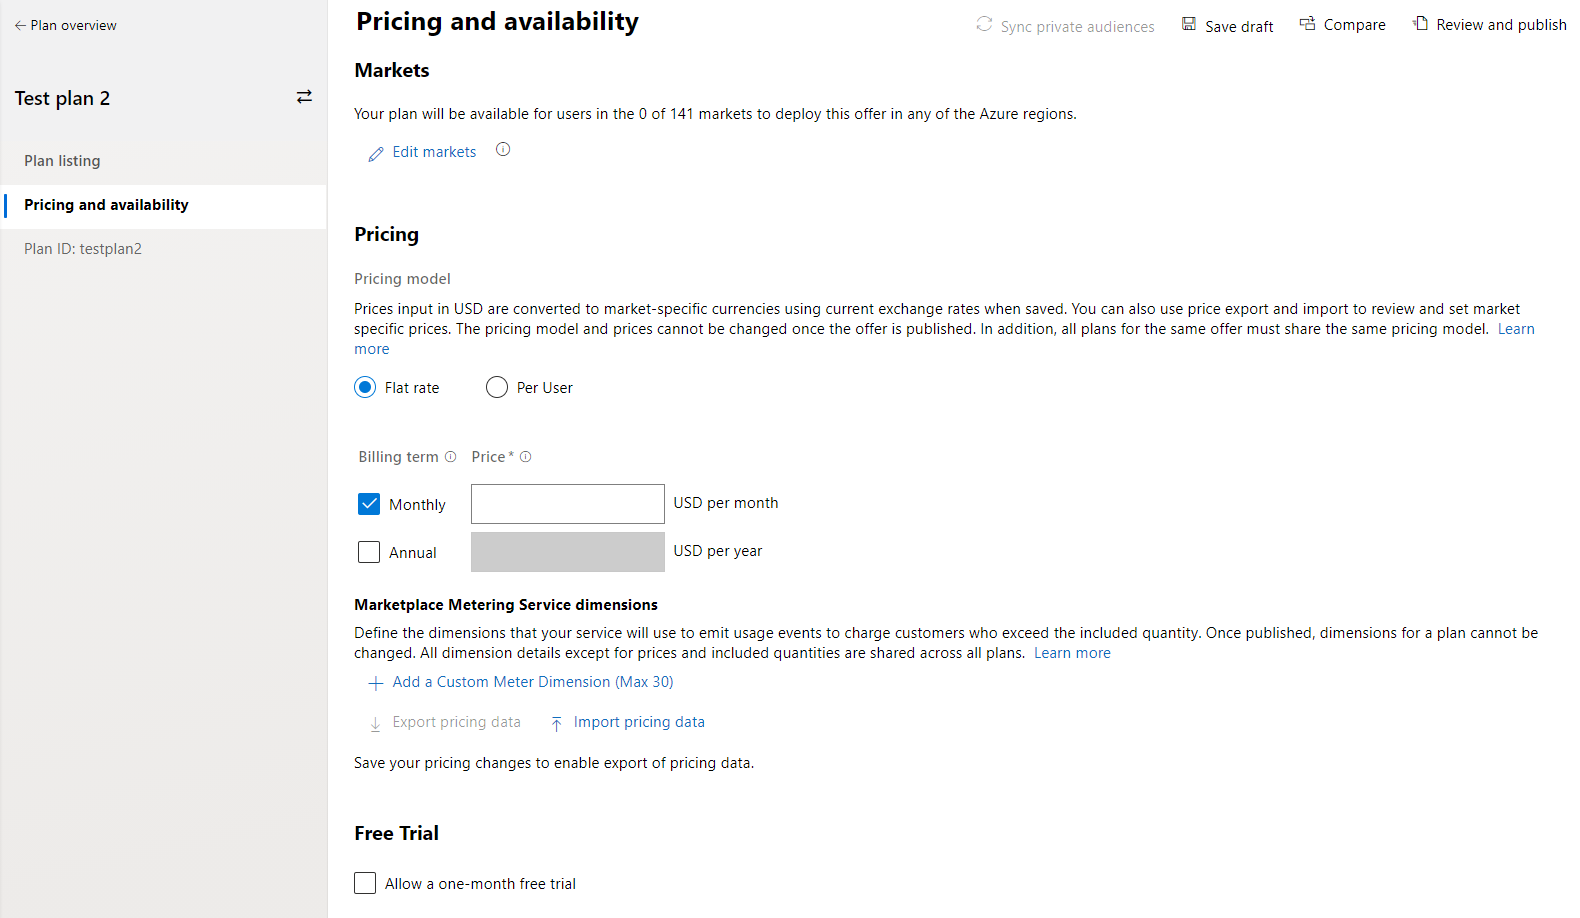 Plan overview
Test plan 2
Plan listing
Pricing and availability
Plan ID: testplan2
Pricing and availability
Sync private audiences
Save draft
Compare
Review and publish
Markets
Your plan will be available for users in the 0 of 141 markets to deploy this offer in any of the Azure regions.
Edit markets
Pricing
Pricing model
Prices input in USD are converted to market-specific currencies using current exchange rates when saved. You can also use price export and import to review and set market
specific prices. The pricing model and prices cannot be changed once the offer is published. In addition, all plans for the same offer must share the same pricing model. Learn
more
Flat rate
Per User
Billing term
Price *
Monthly
USD per month
Annual
USD per year
Marketplace Metering Service dimensions
Define the dimensions that your service will use to emit usage events to charge customers who exceed the included quantity. Once published, dimensions for a plan cannot be
changed. All dimension details except for prices and included quantities are shared across all plans. Learn more
Add a Custom Meter Dimension (Max 30)
Export pricing data
Import pricing data
Save your pricing changes to enable export of pricing data.
Free Trial
Allow a one-month free trial